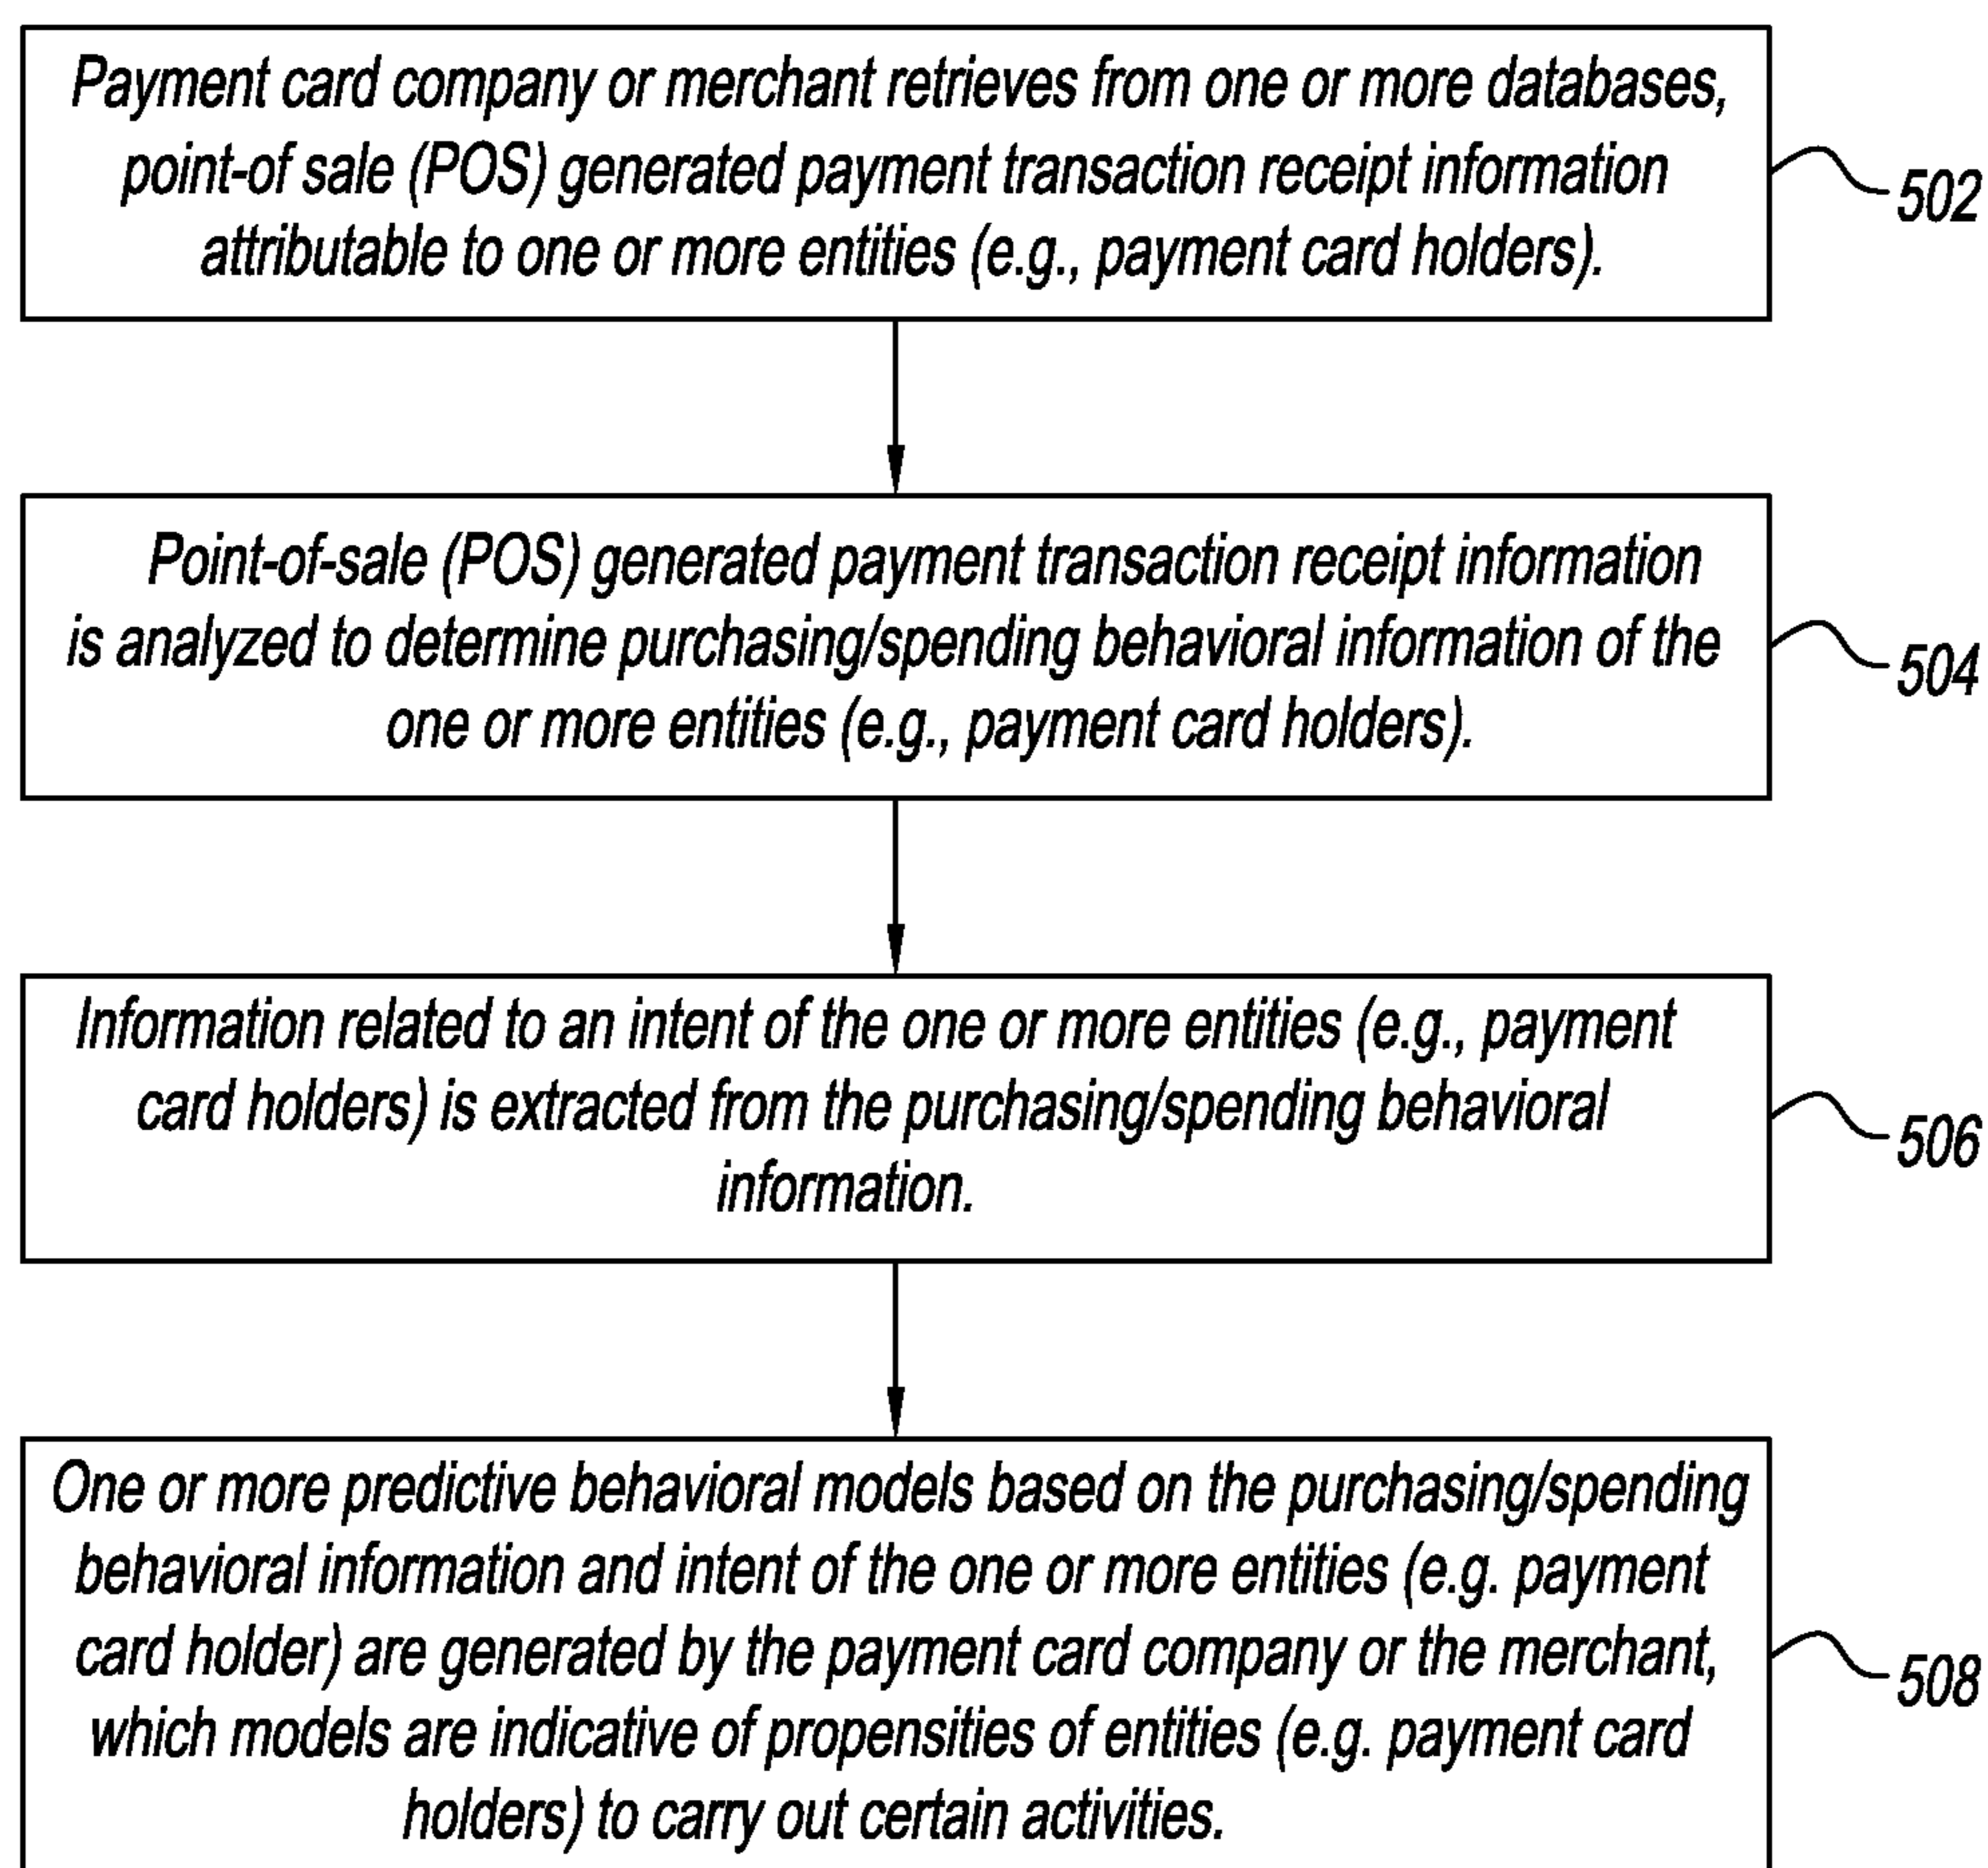 Payment card company or merchant retrieves from one or more databases,
point-of sale (POS) generated payment transaction receipt information
attributable to one or more entities (e.g., payment card holders).
502
Point-of-sale (POS) generated payment transaction receipt information
is analyzed to determine purchasing/spending behavioral information of the
one or more entities (e.g., payment card holders).
504
Information related to an intent of the one or more entities (e.g., payment
card holders) is extracted from the purchasing/spending behavioral
information.
506
One or more predictive behavioral models based on the purchasing/spending
behavioral information and intent of the one or more entities (e.g. payment
card holder) are generated by the payment card company or the merchant,
which models are indicative of propensities of entities (e.g. payment card
holders) to carry out certain activities.
508